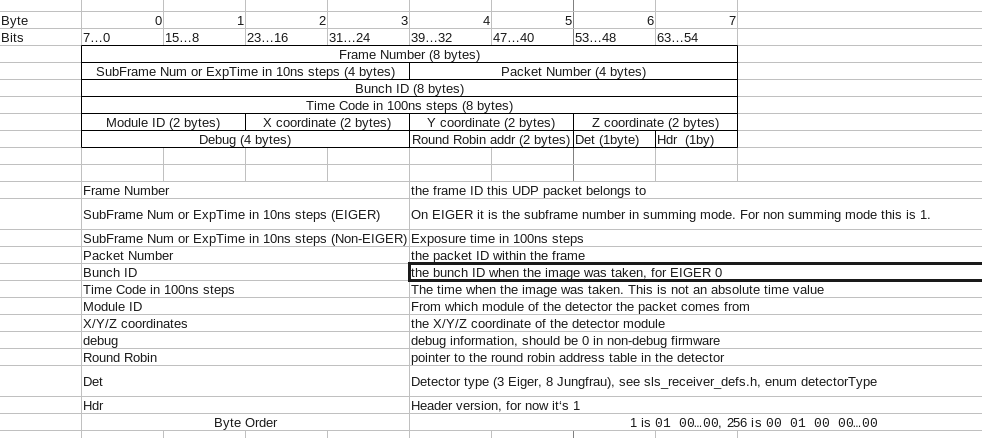 Byte 0 1 2 3 4 5 6 7
Bits 7…0 15…8 23…16 31…24 39…32 47…40 53…48 63…54
Frame Number (8 bytes)
SubFrame Num or ExpTime in 10ns steps (4 bytes) Packet Number (4 bytes)
Bunch ID (8 bytes)
Time Code in 100ns steps (8 bytes)
Module ID (2 bytes) X coordinate (2 bytes) Y coordinate (2 bytes) Z coordinate (2 bytes)
Debug (4 bytes) Round Robin addr (2 bytes) Det (1byte) Hdr (1by)
Frame Number the frame ID this UDP packet belongs to
SubFrame Num or ExpTime in 10ns steps (EIGER) On EIGER it is the subframe number in summing mode. For non summing mode this is 1.
SubFrame Num or ExpTime in 10ns steps (Non-EIGER) Exposure time in 100ns steps
Packet Number the packet ID within the frame
Bunch ID the bunch ID when the image was taken, for EIGER 0
Time Code in 100ns steps The time when the image was taken. This is not an absolute time value
Module ID From which module of the detector the packet comes from
X/Y/Z coordinates the X/Y/Z coordinate of the detector module
debug debug information, should be 0 in non-debug firmware
Round Robin pointer to the round robin address table in the detector
Det Detector type (3 Eiger, 8 Jungfrau), see sls_receiver_defs.h, enum detectorType
Hdr Header version, for now it's 1
Byte Order 1 is 01 00…00, 256 is 00 01 00 00…00